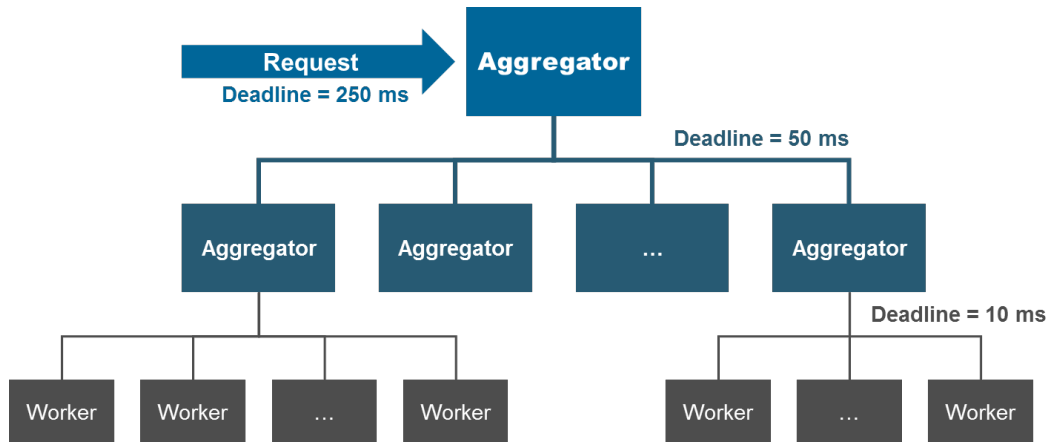 Request
Deadline = 250 ms
Aggregator
Deadline = 50 ms
Aggregator
Aggregator
...
Aggregator
Deadline = 10 ms
Worker
Worker
...
Worker
Worker
...
Worker